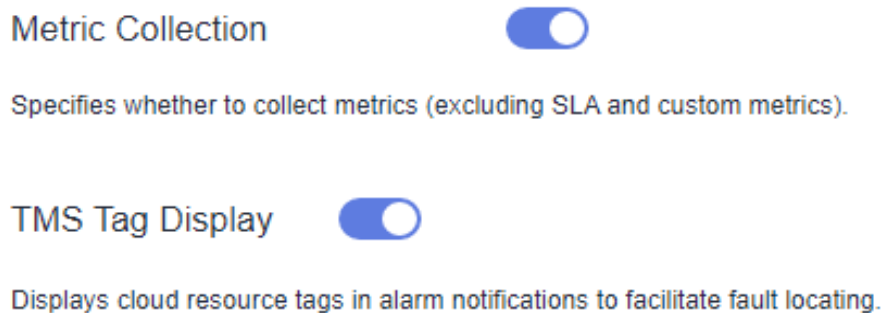 Metric Collection
Specifies whether to collect metrics (excluding SLA and custom metrics).
TMS Tag Display
Displays cloud resource tags in alarm notifications to facilitate fault locating.